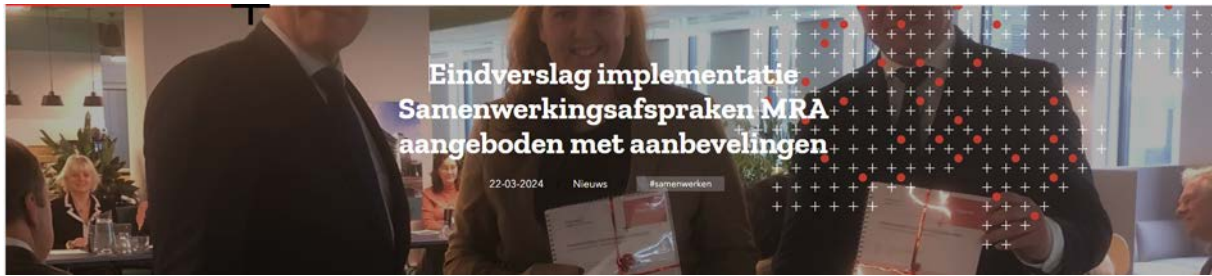 Eindverslag implementatie
Samenwerkingsafspraken MRA
aangeboden met aanbevelingen
22-03-2024 Nieuws #samenwerken